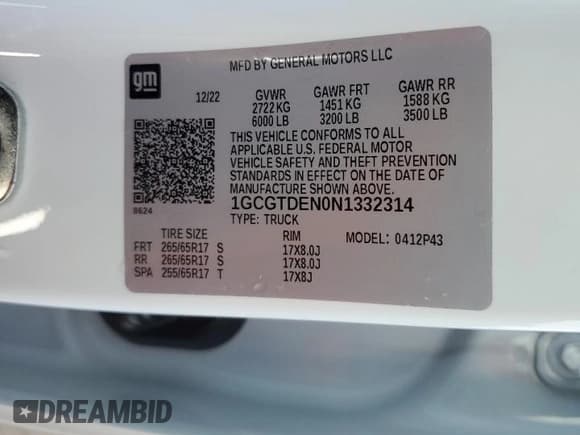 gm
MFD BY GENERAL MOTORS LLC
12/22 GVWR GAWR FRT GAWR RR
2722 KG 1451 KG 1588 KG
6000 LB 3200 LB 3500 LB
THIS VEHICLE CONFORMS TO ALL
APPLICABLE U.S. FEDERAL MOTOR
VEHICLE SAFETY AND THEFT PREVENTION
STANDARDS IN EFFECT ON THE DATE OF
MANUFACTURE SHOWN ABOVE.
8624 1GCGTDEN0N1332314
TYPE: TRUCK
TIRE SIZE RIM MODEL: 0412P43
FRT 265/65R17 S 17X8.0J
RR 265/65R17 S 17X8.0J
SPA 255/65R17 T 17X8J
DREAMBID